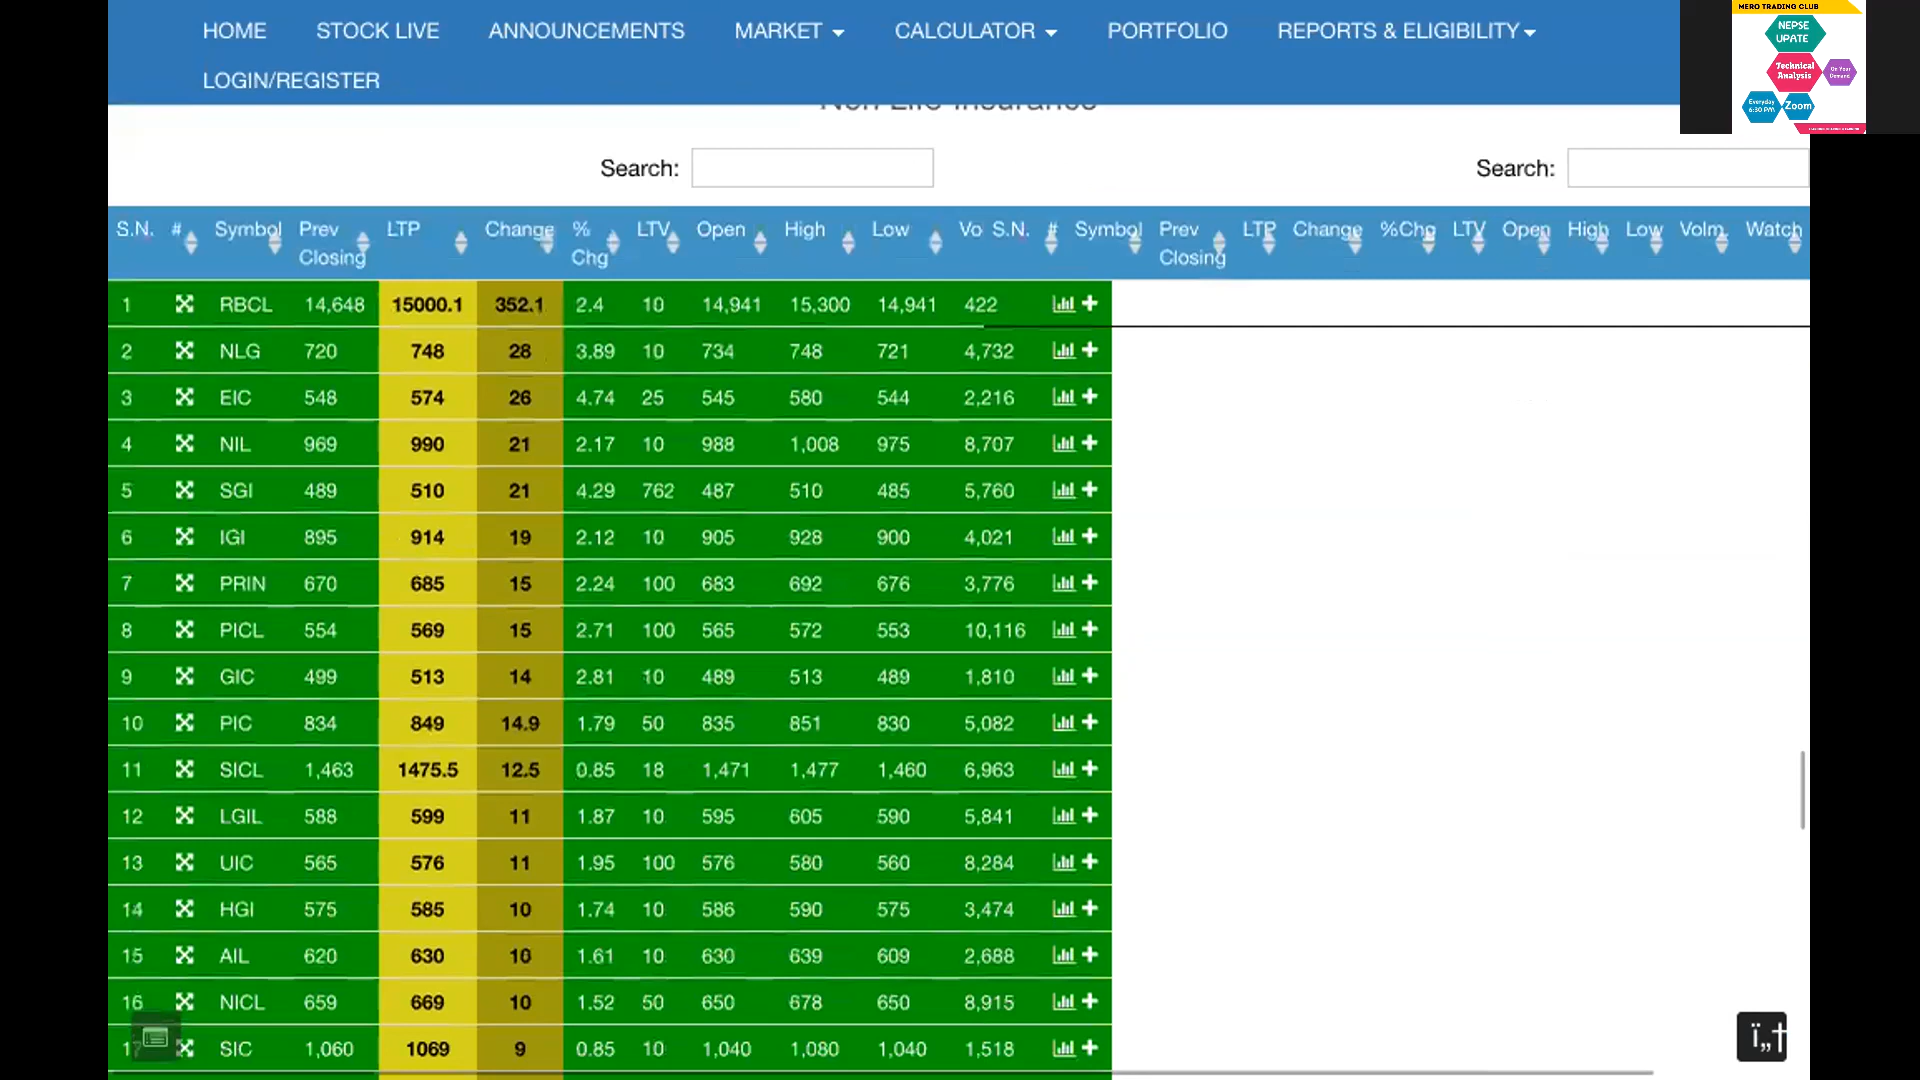 HOME STOCK LIVE ANNOUNCEMENTS MARKET CALCULATOR PORTFOLIO REPORTS & ELIGIBILITY
LOGIN/REGISTER
MERO TRADING CLUB
NEPSE
UPATE
Technical
Analysis
On Your
Demand
Everyday
6:30 PM
Zoom
Non Life Insurance
Search: Search:
S.N. # Symbol Prev Closing LTP Change % Chg LTV Open High Low Vo S.N. # Symbol Prev Closing LTP Change %Chg LTV Open High Low Volm Watch
1 RBCL 14,648 15000.1 352.1 2.4 10 14,941 15,300 14,941 422
2 NLG 720 748 28 3.89 10 734 748 721 4,732
3 EIC 548 574 26 4.74 25 545 580 544 2,216
4 NIL 969 990 21 2.17 10 988 1,008 975 8,707
5 SGI 489 510 21 4.29 762 487 510 485 5,760
6 IGI 895 914 19 2.12 10 905 928 900 4,021
7 PRIN 670 685 15 2.24 100 683 692 676 3,776
8 PICL 554 569 15 2.71 100 565 572 553 10,116
9 GIC 499 513 14 2.81 10 489 513 489 1,810
10 PIC 834 849 14.9 1.79 50 835 851 830 5,082
11 SICL 1,463 1475.5 12.5 0.85 18 1,471 1,477 1,460 6,963
12 LGIL 588 599 11 1.87 10 595 605 590 5,841
13 UIC 565 576 11 1.95 100 576 580 560 8,284
14 HGI 575 585 10 1.74 10 586 590 575 3,474
15 AIL 620 630 10 1.61 10 630 639 609 2,688
16 NICL 659 669 10 1.52 50 650 678 650 8,915
17 SIC 1,060 1069 9 0.85 10 1,040 1,080 1,040 1,518
ï„†